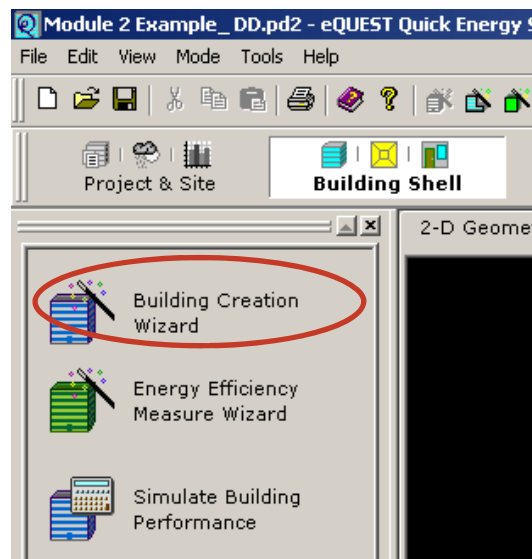 Module 2 Example_ DD.pd2 - eQUEST Quick Energy
File Edit View Mode Tools Help
Project & Site
Building Shell
2-D
Building Creation
Wizard
Energy Efficiency
Measure Wizard
Simulate Building
Performance